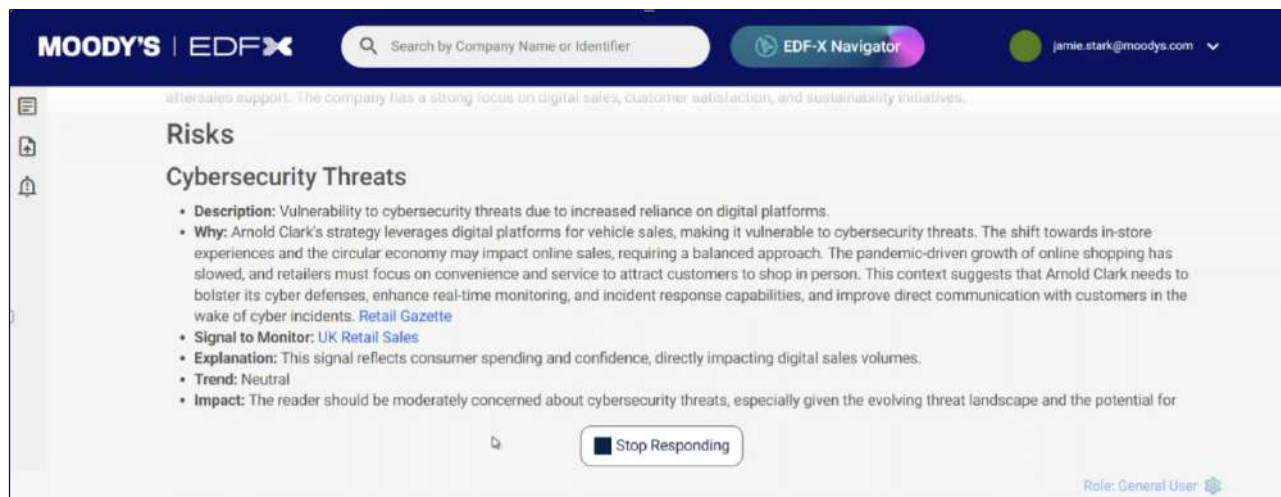 MOODY'S | EDFX
Search by Company Name or Identifier
EDF-X Navigator
jamie.stark@moodys.com
aftersales support. The company has a strong focus on digital sales, customer satisfaction, and sustainability initiatives.
Risks
Cybersecurity Threats
• Description: Vulnerability to cybersecurity threats due to increased reliance on digital platforms.
• Why: Arnold Clark's strategy leverages digital platforms for vehicle sales, making it vulnerable to cybersecurity threats. The shift towards in-store
experiences and the circular economy may impact online sales, requiring a balanced approach. The pandemic-driven growth of online shopping has
slowed, and retailers must focus on convenience and service to attract customers to shop in person. This context suggests that Arnold Clark needs to
bolster its cyber defenses, enhance real-time monitoring, and incident response capabilities, and improve direct communication with customers in the
wake of cyber incidents. Retail Gazette
• Signal to Monitor: UK Retail Sales
• Explanation: This signal reflects consumer spending and confidence, directly impacting digital sales volumes.
• Trend: Neutral
• Impact: The reader should be moderately concerned about cybersecurity threats, especially given the evolving threat landscape and the potential for
Stop Responding
Role: General User